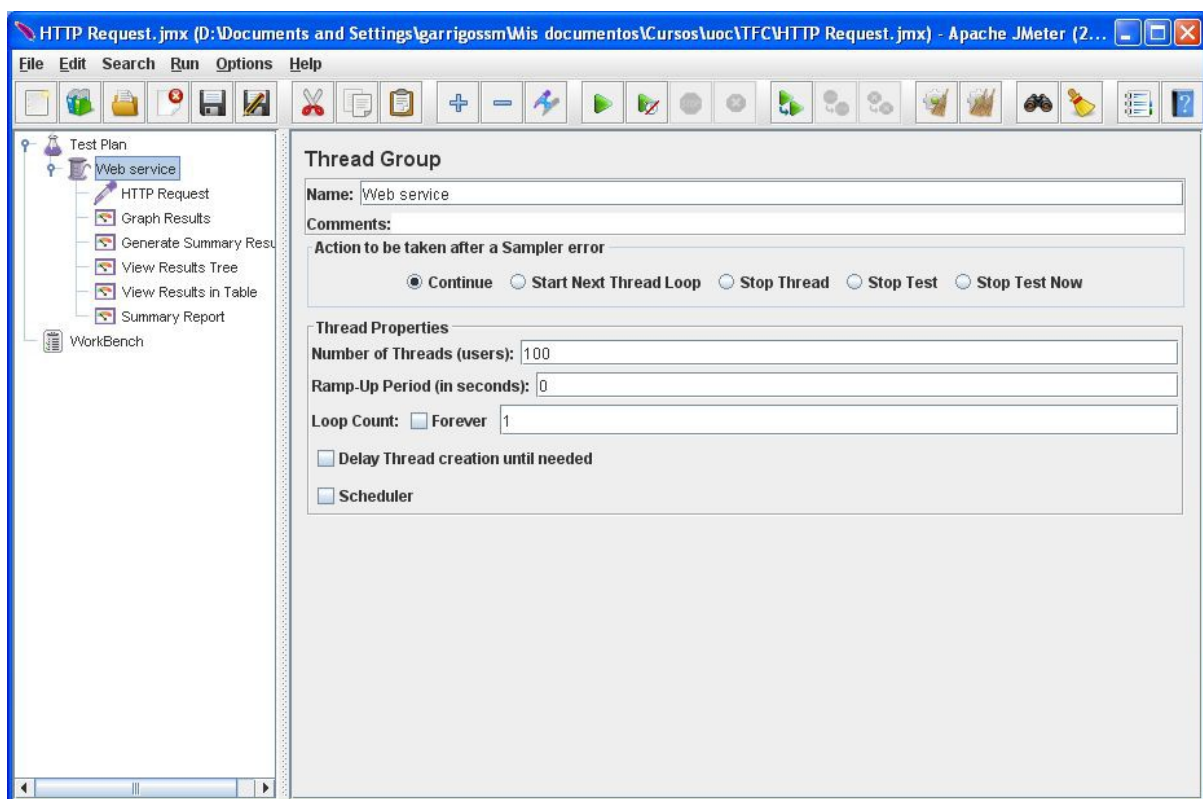 HTTP Request.jmx (D:\Documents and Settings\garrigossm\Mis documentos\Cursos\uoc\TFC\HTTP Request.jmx) - Apache JMeter (2...
File Edit Search Run Options Help
Test Plan
Web service
HTTP Request
Graph Results
Generate Summary Resu
View Results Tree
View Results in Table
Summary Report
WorkBench
Thread Group
Name: Web service
Comments:
Action to be taken after a Sampler error
Continue Start Next Thread Loop Stop Thread Stop Test Stop Test Now
Thread Properties
Number of Threads (users): 100
Ramp-Up Period (in seconds): 0
Loop Count: Forever 1
Delay Thread creation until needed
Scheduler